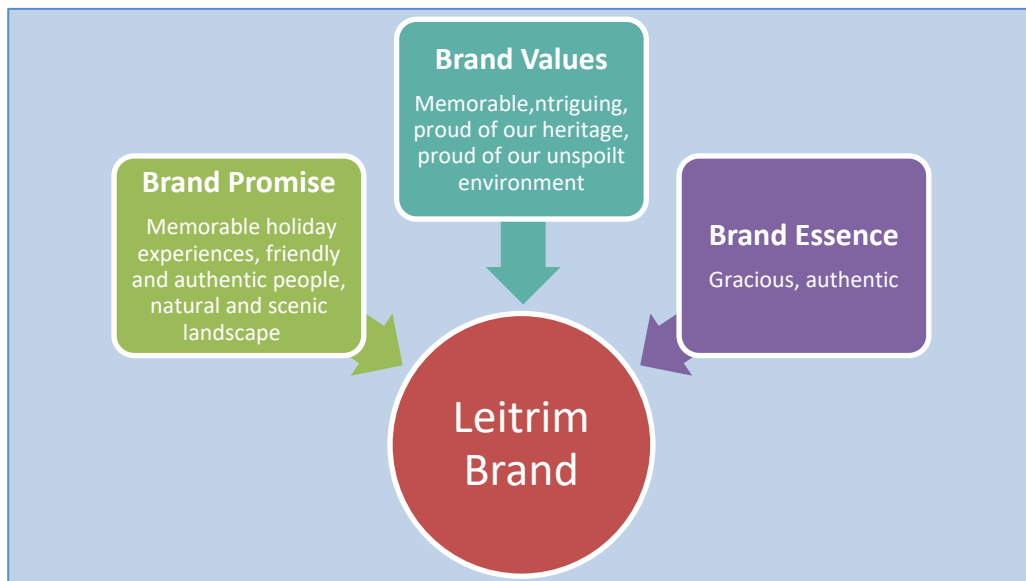 Brand Values
Memorable,ntriguing,
proud of our heritage,
proud of our unspoilt
environment
Brand Promise
Memorable holiday
experiences, friendly
and authentic people,
natural and scenic
landscape
Brand Essence
Gracious, authentic
Leitrim
Brand